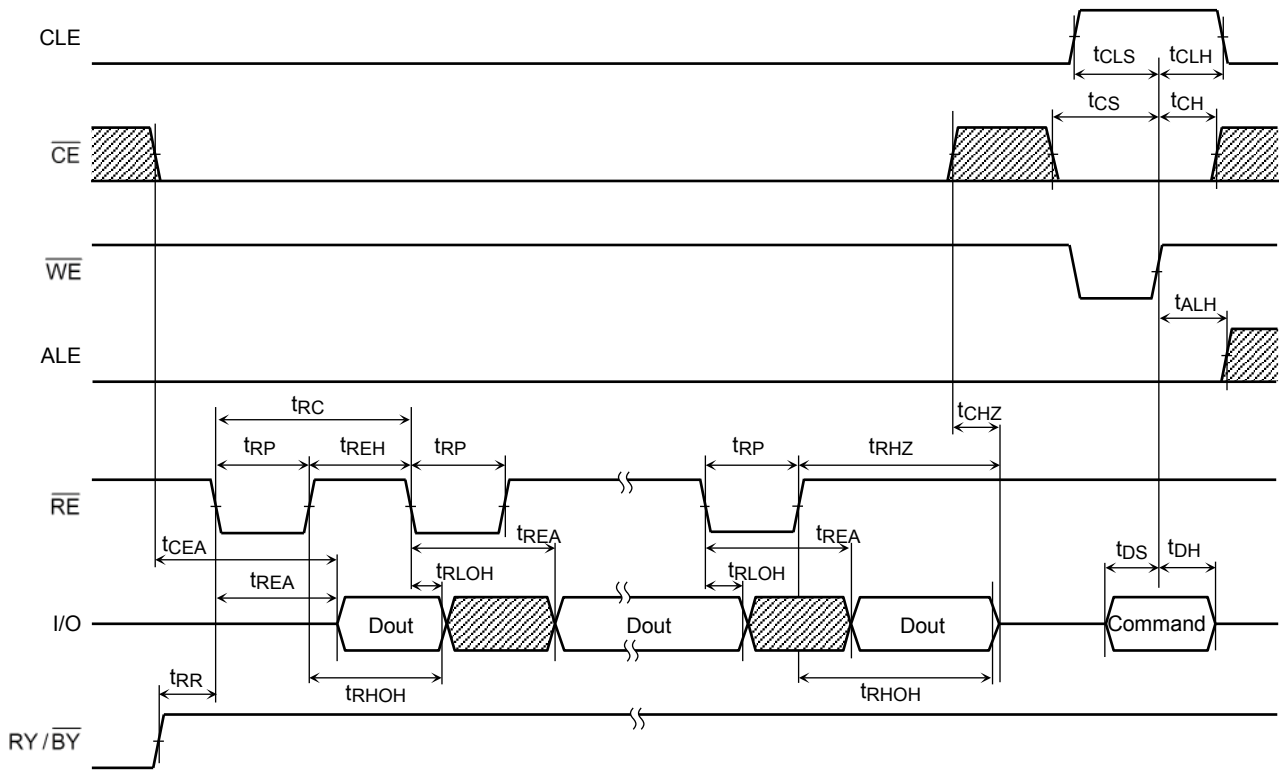 CLE
tCLS tCLH
tCS tCH
CE
WE
tALH
ALE
tRC
tCHZ
tRP tREH tRP tRP tRHZ
RE
tCEA tREA tREA
tREA tRLOH tRLOH tDS tDH
I/O Dout Dout Dout Command
tRR tRHOH tRHOH
RY/BY